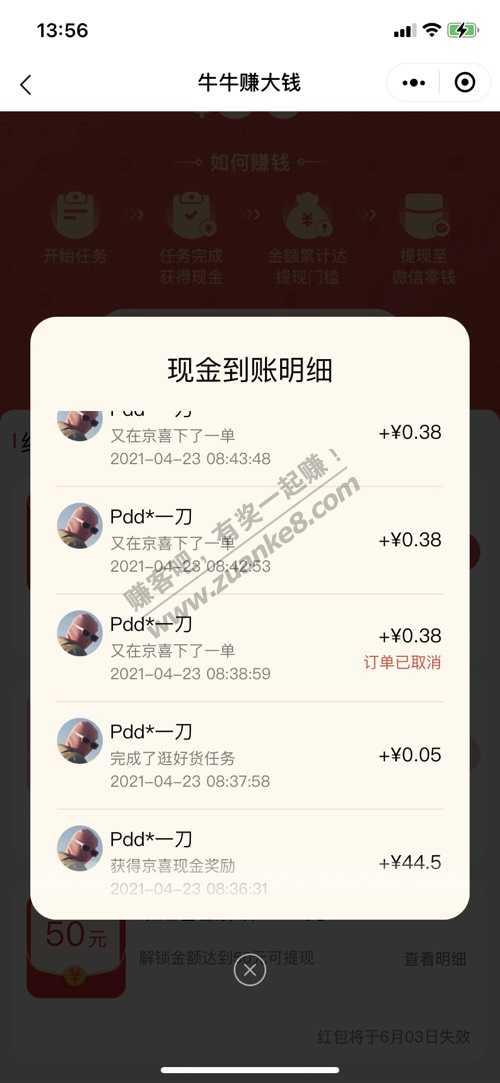 13:56
牛牛赚大钱
如何赚钱
开始任务
任务完成
获得现金
金额累计达
提现门槛
提现至
微信零钱
现金到账明细
Pdd*一刀
又在京喜下了一单
+¥0.38
2021-04-23 08:43:48
Pdd*一刀
又在京喜下了一单
+¥0.38
2021-04-23 08:42:53
Pdd*一刀
+¥0.38
又在京喜下了一单
订单已取消
2021-04-23 08:38:59
Pdd*一刀
完成了逛好货任务
+¥0.05
2021-04-23 08:37:58
Pdd*一刀
获得京喜现金奖励
+¥44.5
2021-04-23 08:36:31
赚客吧，有奖一起赚！
www.zuanke8.com
50元
解锁金额达到
可提现
查看明细
红包将于6月03日失效